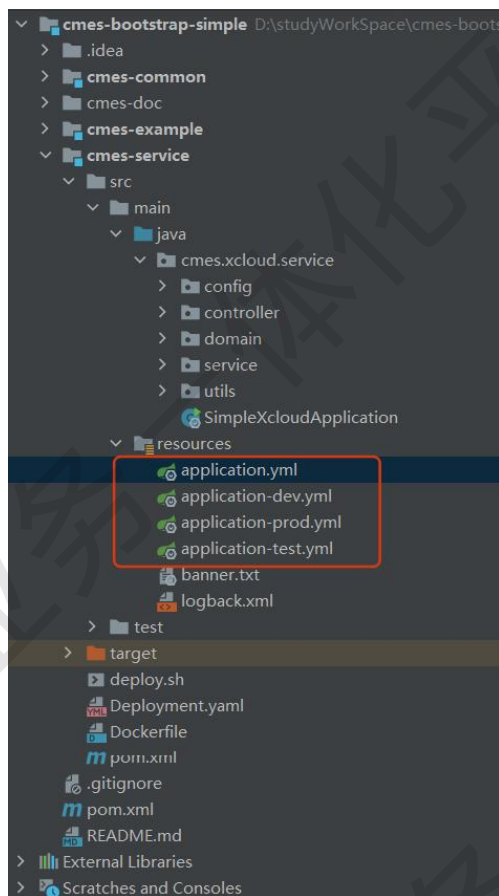 cmes-bootstrap-simple D:\studyWorkSpace\cmes-boots
.idea
cmes-common
cmes-doc
cmes-example
cmes-service
src
main
java
cmes.xcloud.service
config
controller
domain
service
utils
SimpleXcloudApplication
resources
application.yml
application-dev.yml
application-prod.yml
application-test.yml
banner.txt
logback.xml
test
target
deploy.sh
Deployment.yaml
Dockerfile
pom.xml
.gitignore
pom.xml
README.md
External Libraries
Scratches and Consoles